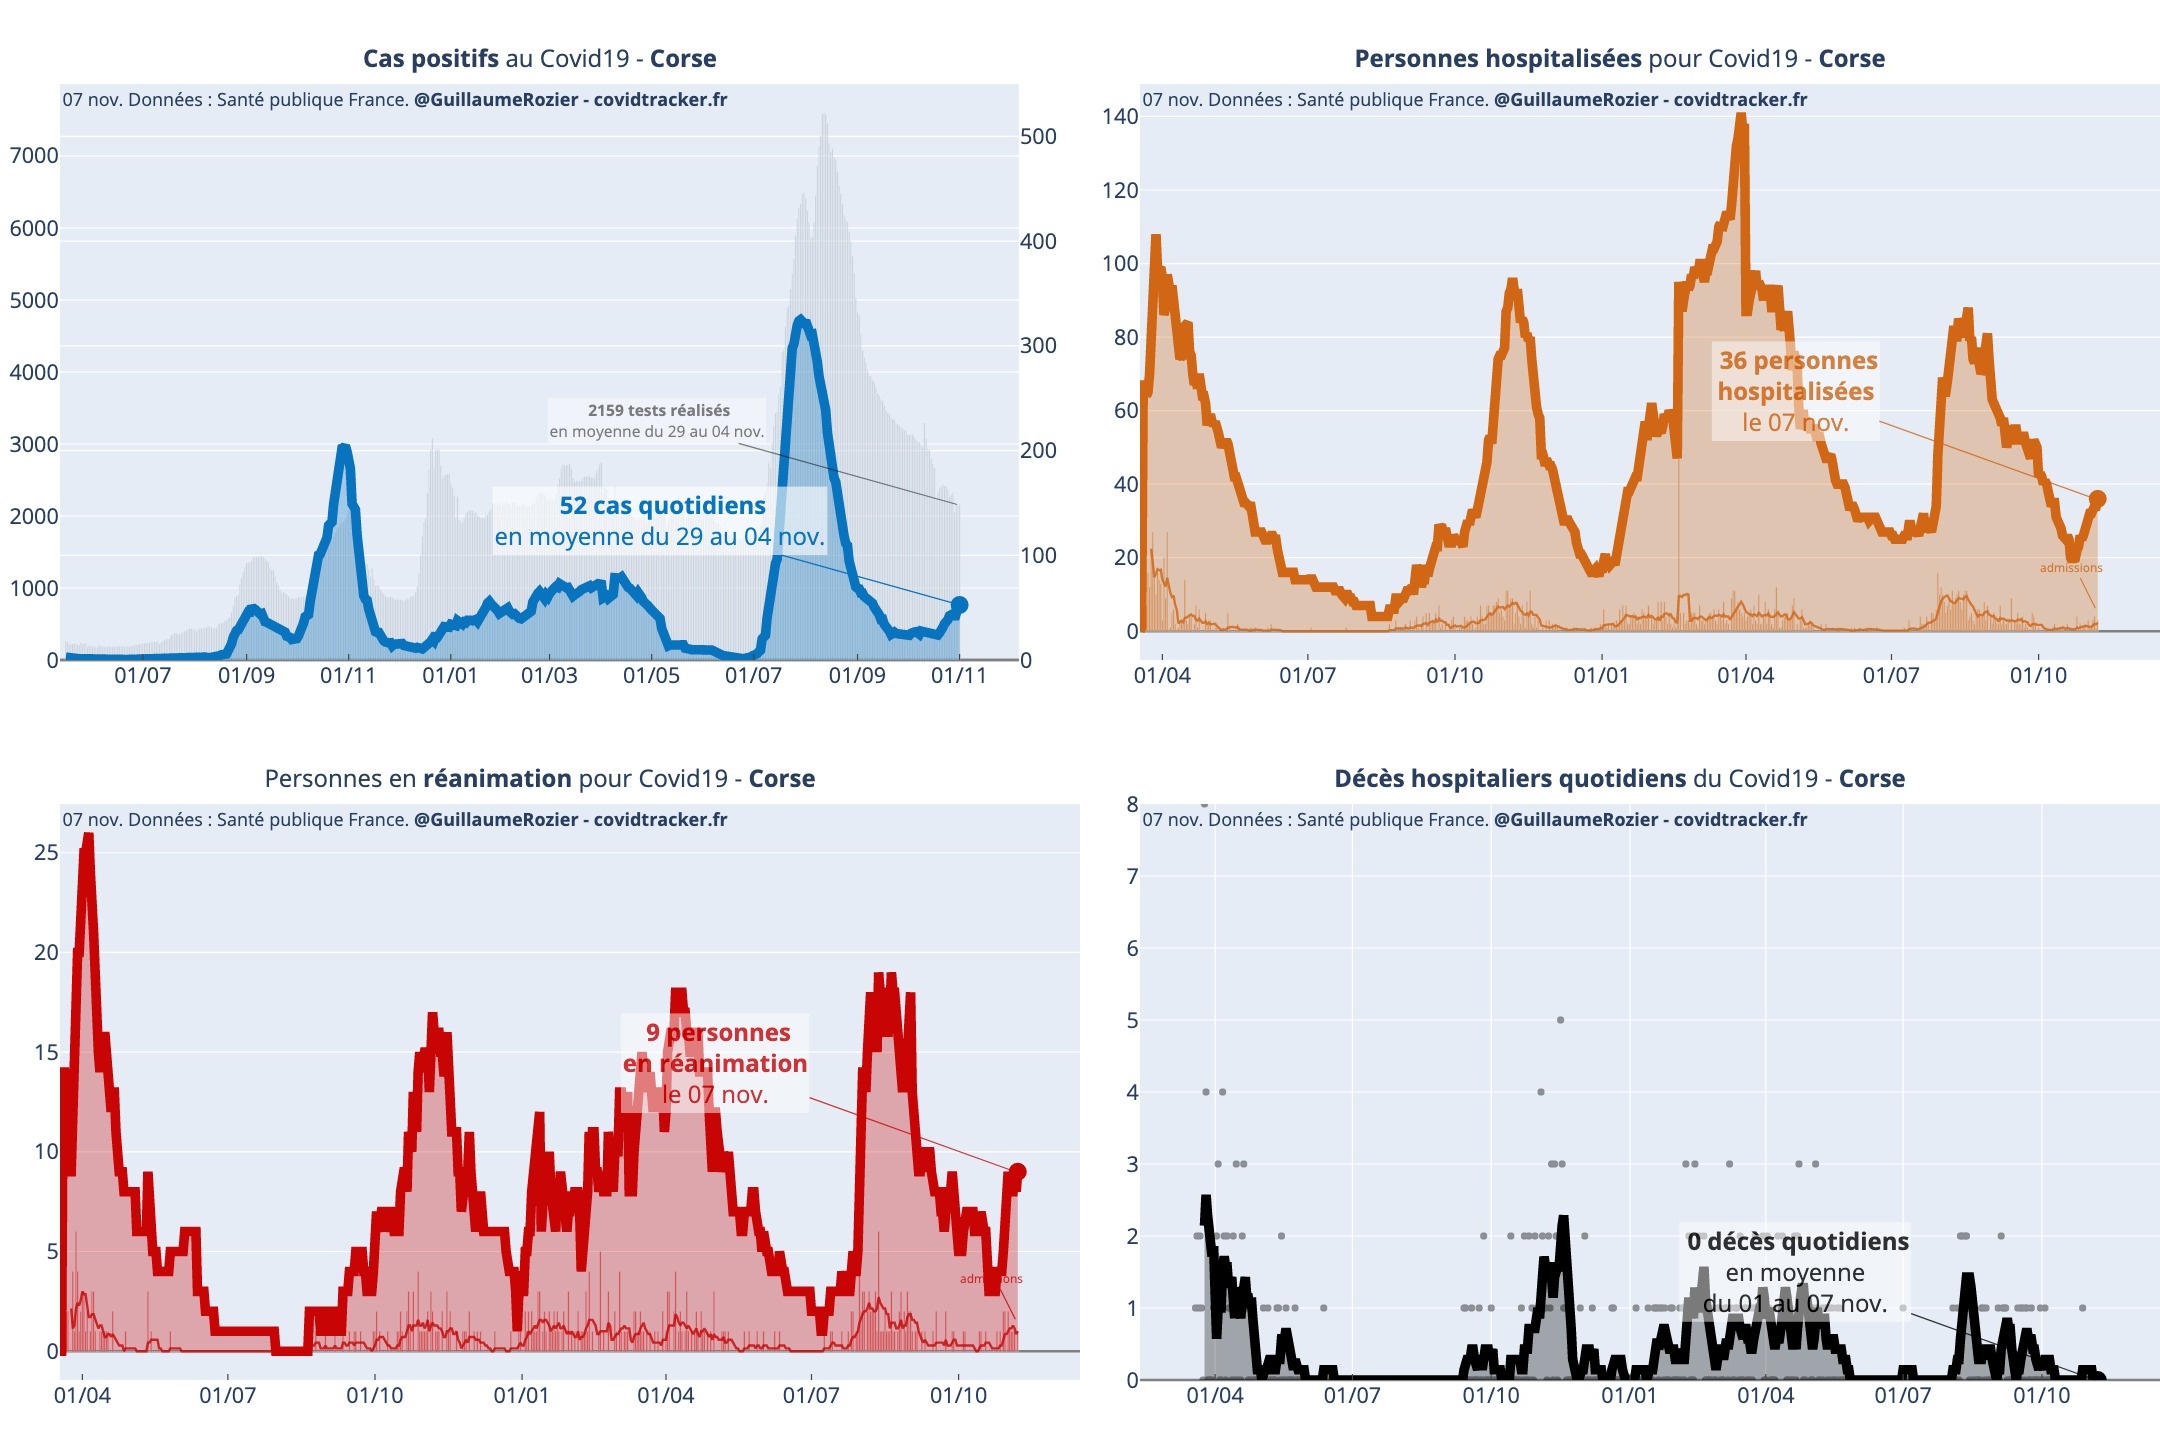 Cas positifs au Covid19 - Corse
07 nov. Données : Santé publique France. @GuillaumeRozier - covidtracker.fr
7000
6000
5000
4000
3000
2000
1000
0
500
400
300
200
100
0
2159 tests réalisés
en moyenne du 29 au 04 nov.
52 cas quotidiens
en moyenne du 29 au 04 nov.
01/07 01/09 01/11 01/01 01/03 01/05 01/07 01/09 01/11
Personnes hospitalisées pour Covid19 - Corse
07 nov. Données : Santé publique France. @GuillaumeRozier - covidtracker.fr
140
120
100
80
60
40
20
0
36 personnes
hospitalisées
le 07 nov.
admissions
01/04 01/07 01/10 01/01 01/04 01/07 01/10
Personnes en réanimation pour Covid19 - Corse
07 nov. Données : Santé publique France. @GuillaumeRozier - covidtracker.fr
25
20
15
10
5
0
9 personnes
en réanimation
le 07 nov.
admissions
01/04 01/07 01/10 01/01 01/04 01/07 01/10
Décès hospitaliers quotidiens du Covid19 - Corse
07 nov. Données : Santé publique France. @GuillaumeRozier - covidtracker.fr
8
7
6
5
4
3
2
1
0
0 décès quotidiens
en moyenne
du 01 au 07 nov.
01/04 01/07 01/10 01/01 01/04 01/07 01/10